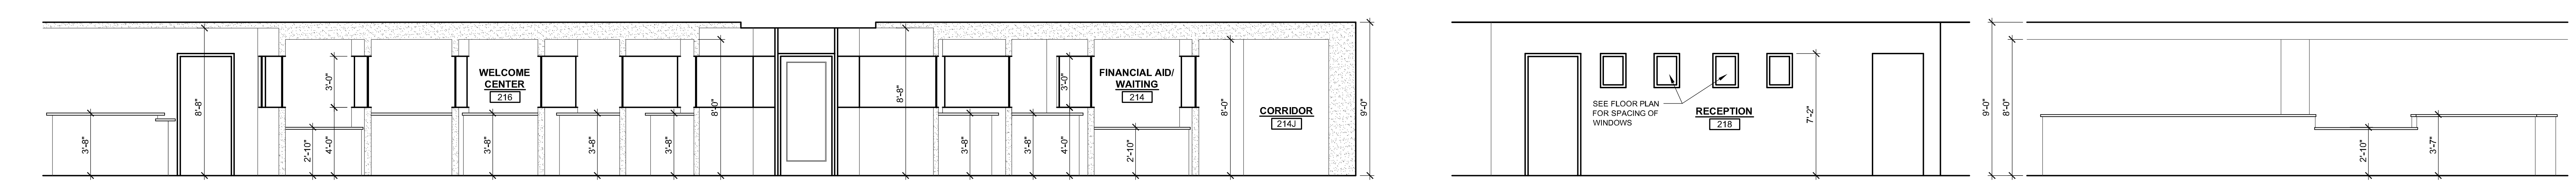 3'-8"
8'-8"
2'-10"
3'-0"
4'-0"
WELCOME
CENTER
216
3'-8"
3'-8"
3'-8"
8'-0"
8'-8"
3'-8"
3'-8"
3'-0"
4'-0"
FINANCIAL AID/
WAITING
214
2'-10"
8'-0"
CORRIDOR
214J
9'-0"
SEE FLOOR PLAN
FOR SPACING OF
WINDOWS
RECEPTION
218
7'-2"
9'-0"
8'-0"
2'-10"
3'-7"